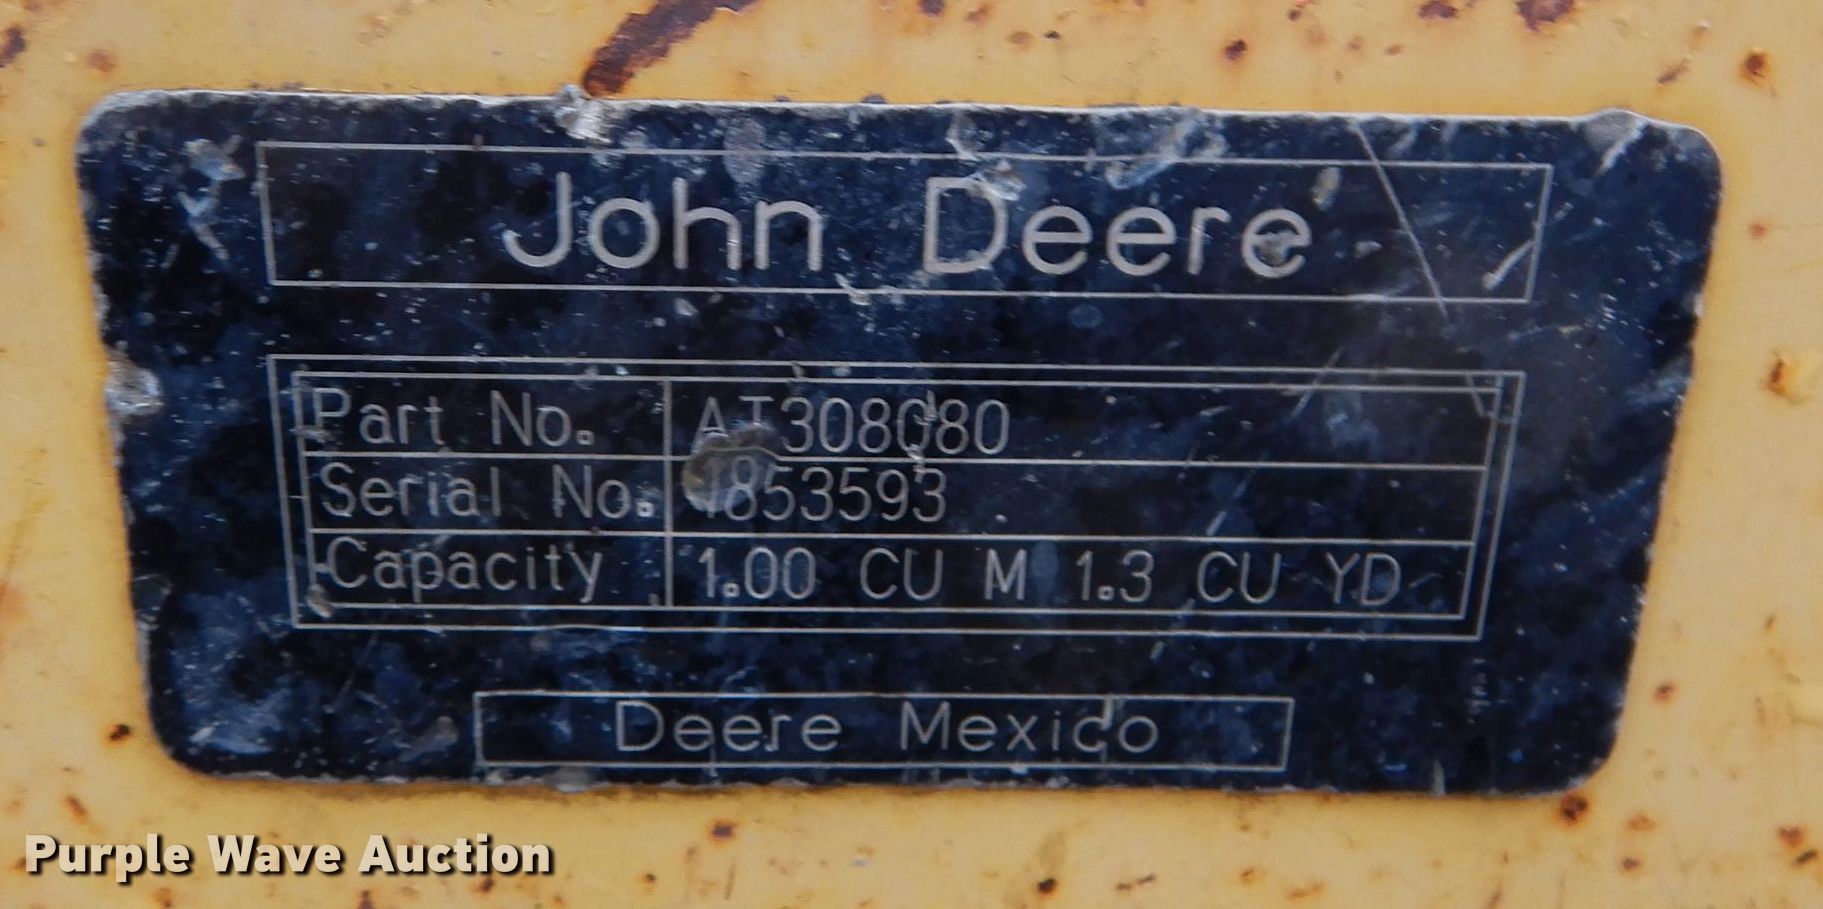 John Deere
Part No. AT308080
Serial No.
Capacity 1.00 CU M 1.3 CU YD
Deere Mexico
Purple Wave Auction